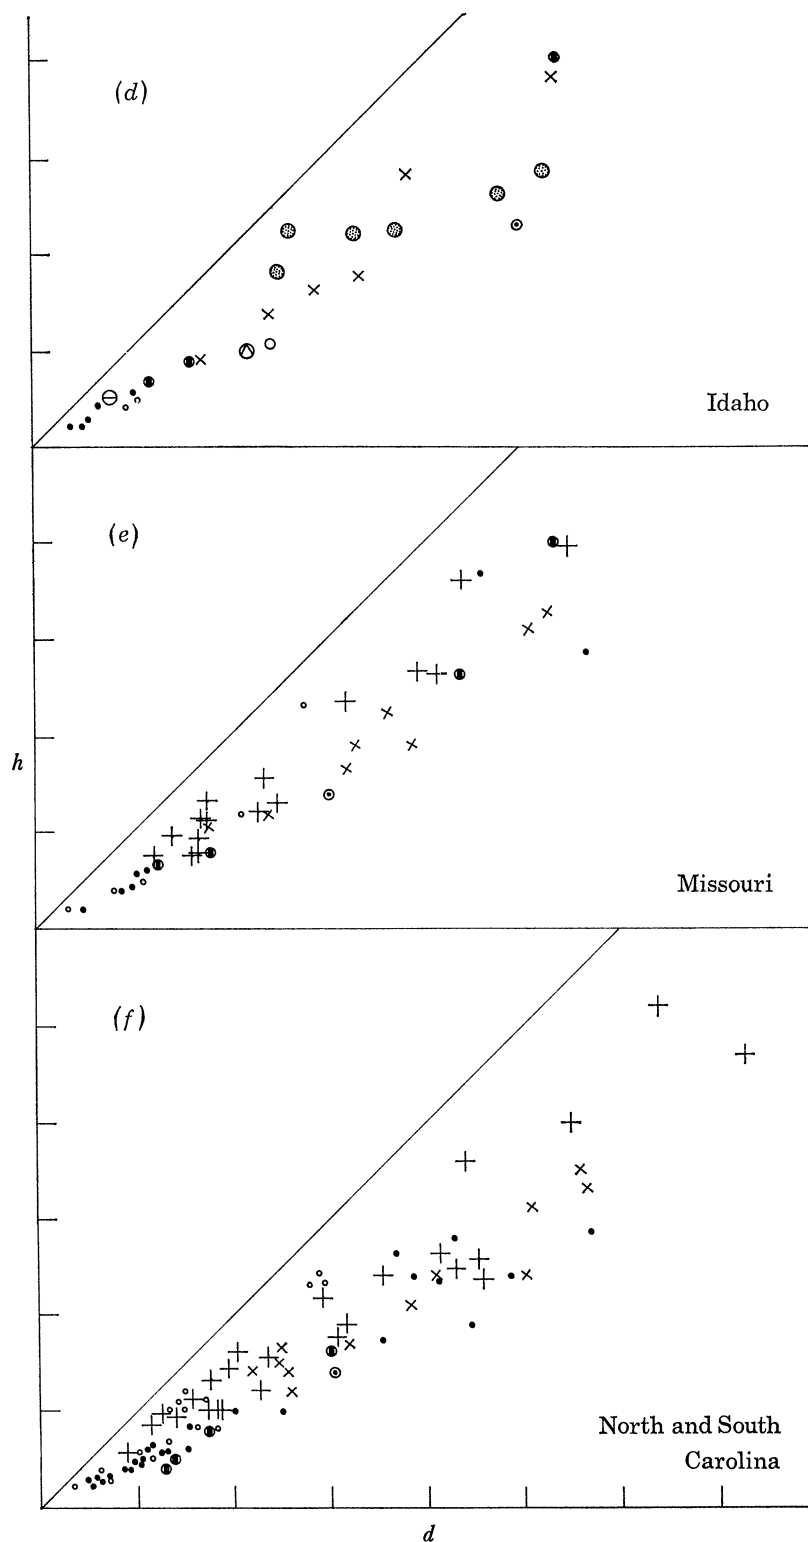 (d)
Idaho
(e)
h
Missouri
(f)
North and South
Carolina
d